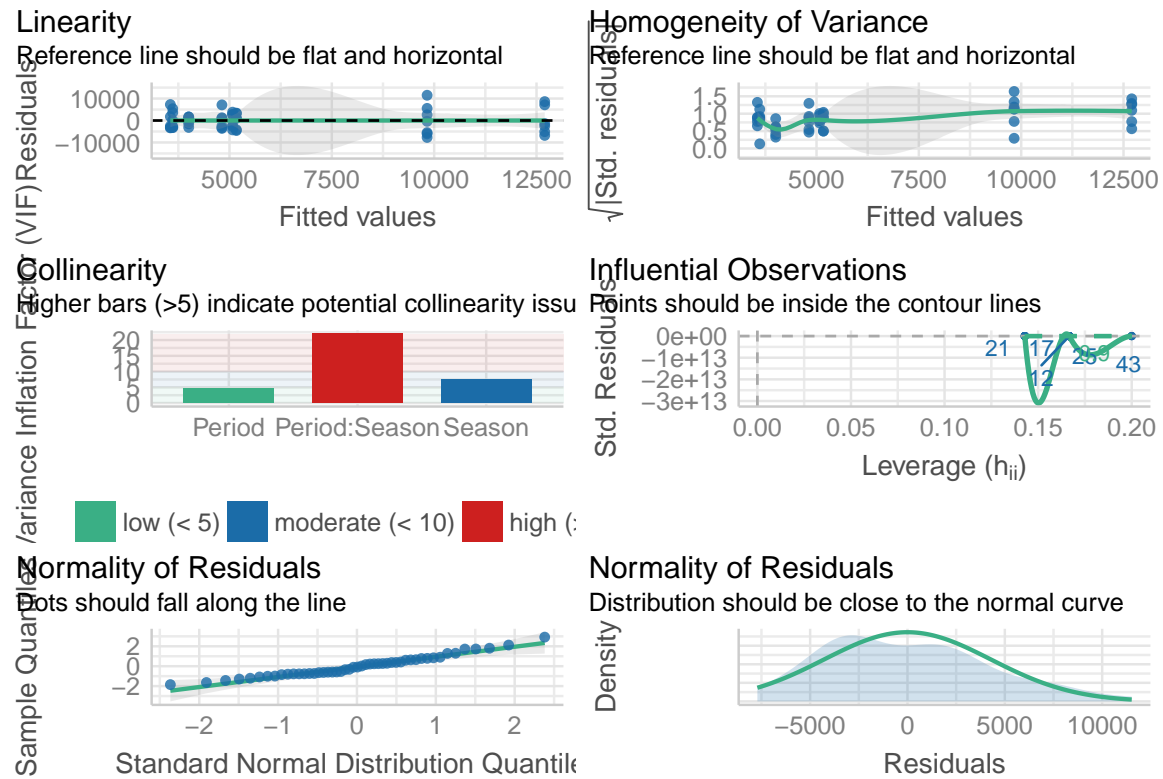 Linearity
Reference line should be flat and horizontal
Residuals
10000
0
−10000
5000 7500 10000 12500
Fitted values
Homogeneity of Variance
Reference line should be flat and horizontal
√|Std. residuals|
1.5
1.0
0.5
0.0
5000 7500 10000 12500
Fitted values
Collinearity
Higher bars (>5) indicate potential collinearity issu
Variance Inflation Factor (VIF)
20
15
10
5
0
Period Period:Season Season
low (< 5) moderate (< 10) high (>
Influential Observations
Points should be inside the contour lines
Std. Residuals
0e+00
−1e+13
−2e+13
−3e+13
21 17 12 25 43
0.00 0.05 0.10 0.15 0.20
Leverage (hii)
Normality of Residuals
Dots should fall along the line
Sample Quantiles
2
0
−2
−2 −1 0 1 2
Standard Normal Distribution Quantile
Normality of Residuals
Distribution should be close to the normal curve
Density
−5000 0 5000 10000
Residuals